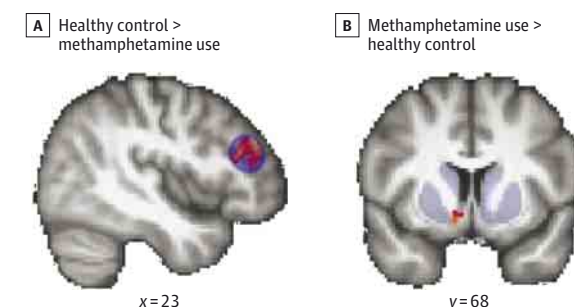 A Healthy control >
methamphetamine use
B Methamphetamine use >
healthy control
x=23
y=68